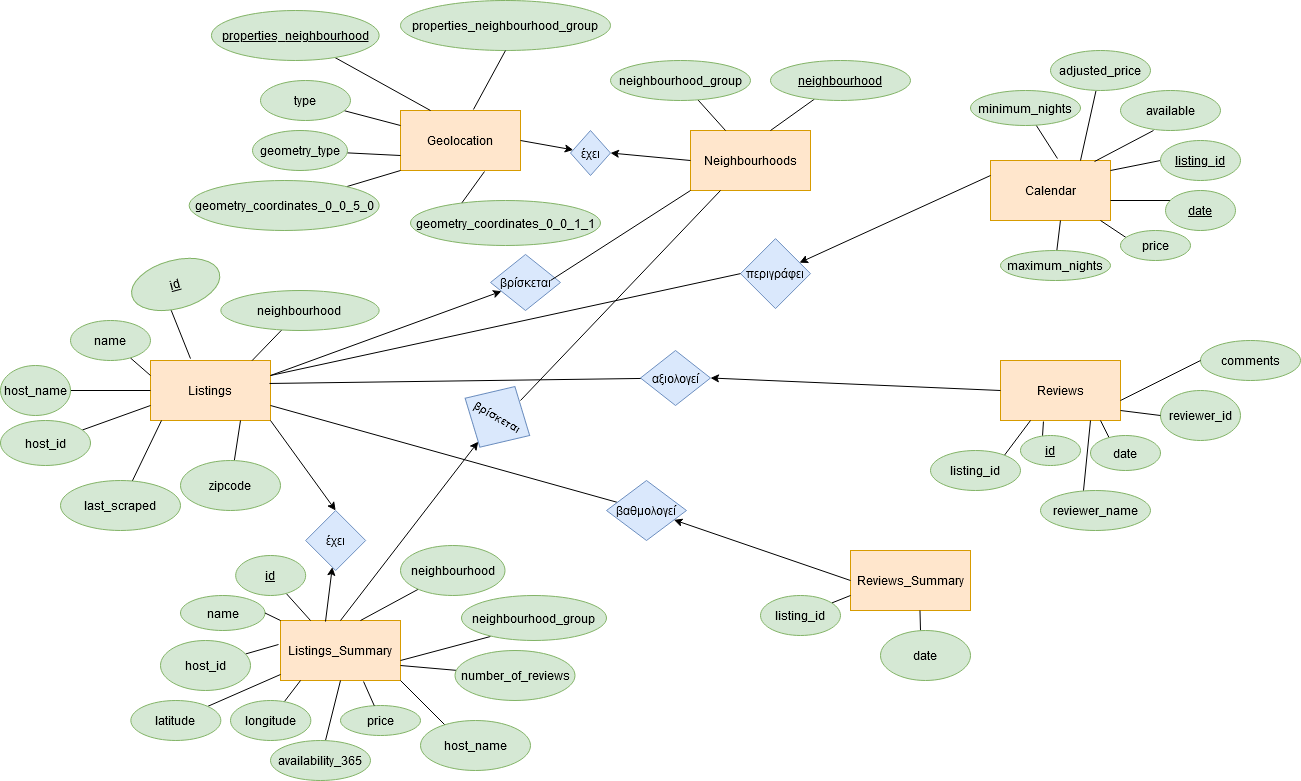 properties_neighbourhood_group
properties_neighbourhood
neighbourhood_group
neighbourhood
adjusted_price
type
minimum_nights
available
Geolocation
έχει
Neighbourhoods
geometry_type
listing_id
Calendar
geometry_coordinates_0_0_5_0
geometry_coordinates_0_0_1_1
date
price
maximum_nights
βρίσκεται
περιγράφει
id
neighbourhood
name
host_name
Listings
αξιολογεί
Reviews
comments
reviewer_id
host_id
βρίσκεται
id
date
listing_id
zipcode
last_scraped
βαθμολογεί
reviewer_name
έχει
id
neighbourhood
Reviews_Summary
name
neighbourhood_group
listing_id
Listings_Summary
host_id
number_of_reviews
date
latitude
longitude
price
host_name
availability_365